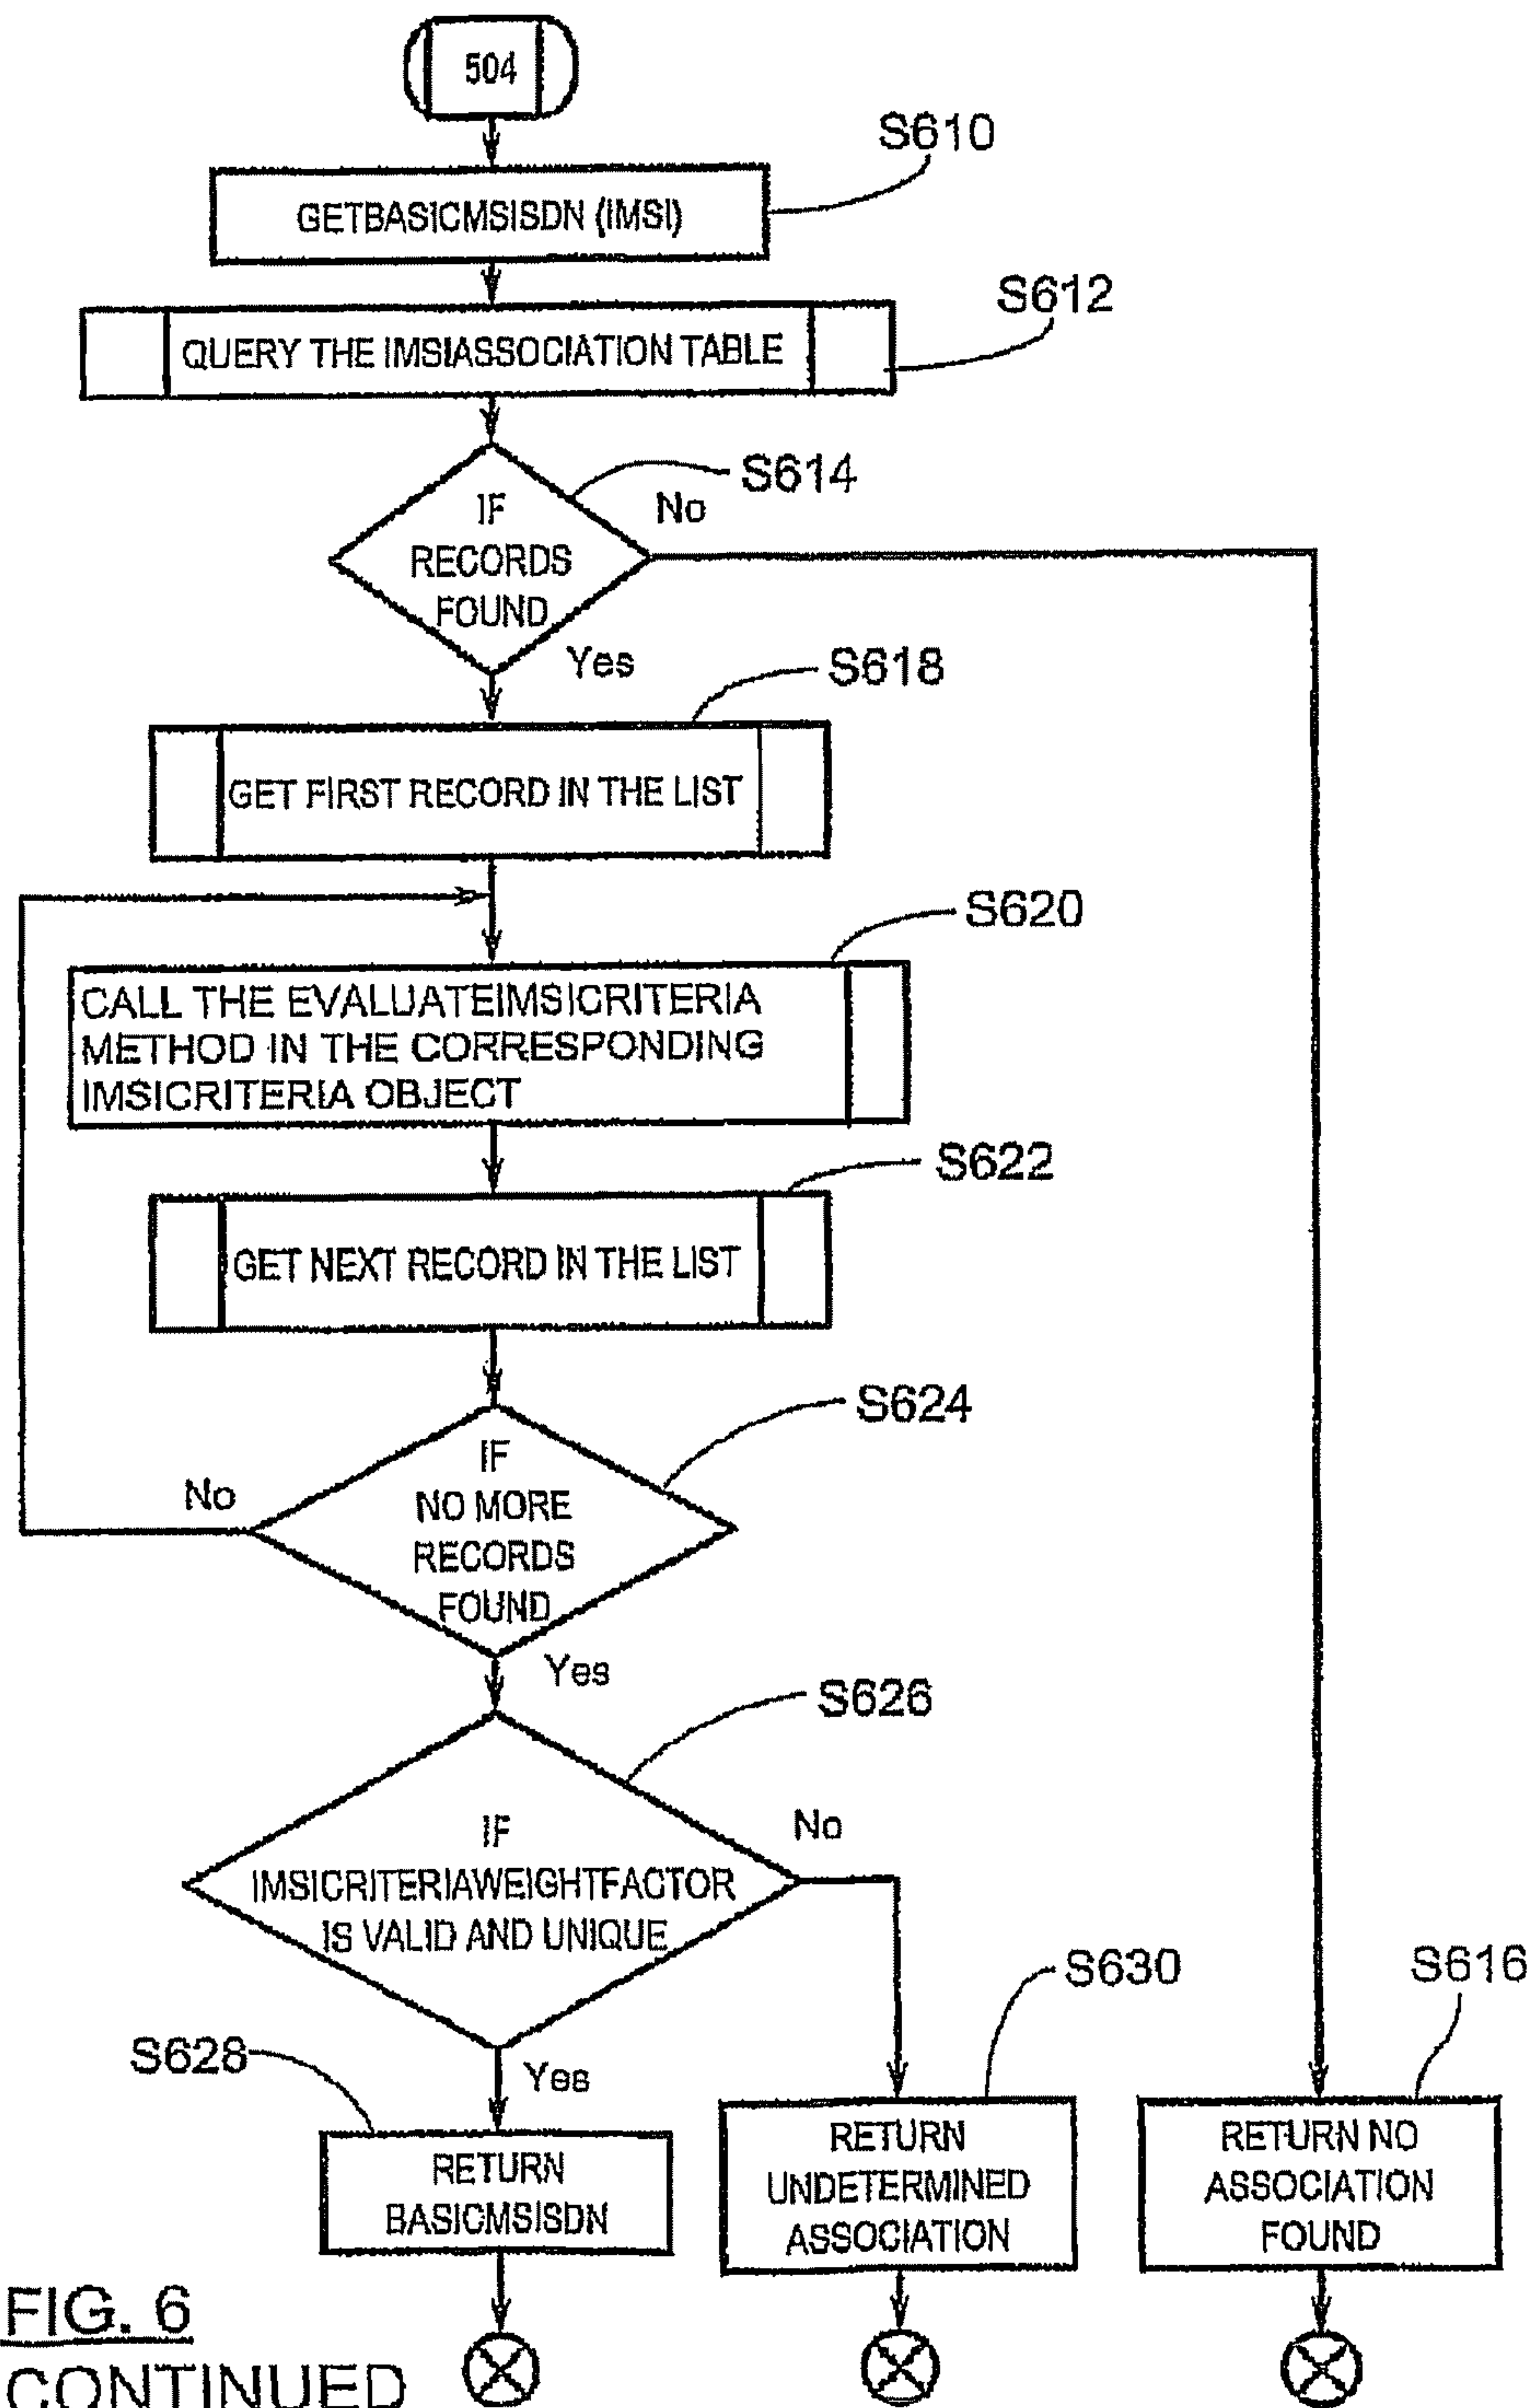 504
S610
GETBASICMSISDN (IMSI)
S612
QUERY THE IMSIASSOCIATION TABLE
S614
IF
RECORDS
FOUND
No
Yes
S618
GET FIRST RECORD IN THE LIST
S620
CALL THE EVALUATEIMSICRITERIA
METHOD IN THE CORRESPONDING
IMSICRITERIA OBJECT
S622
GET NEXT RECORD IN THE LIST
S624
IF
NO MORE
RECORDS
FOUND
No
Yes
S626
IF
IMSICRITERIAWEIGHTFACTOR
IS VALID AND UNIQUE
No
Yes
S628
RETURN
BASICMSISDN
S630
RETURN
UNDETERMINED
ASSOCIATION
S616
RETURN NO
ASSOCIATION
FOUND
FIG. 6
CONTINUED